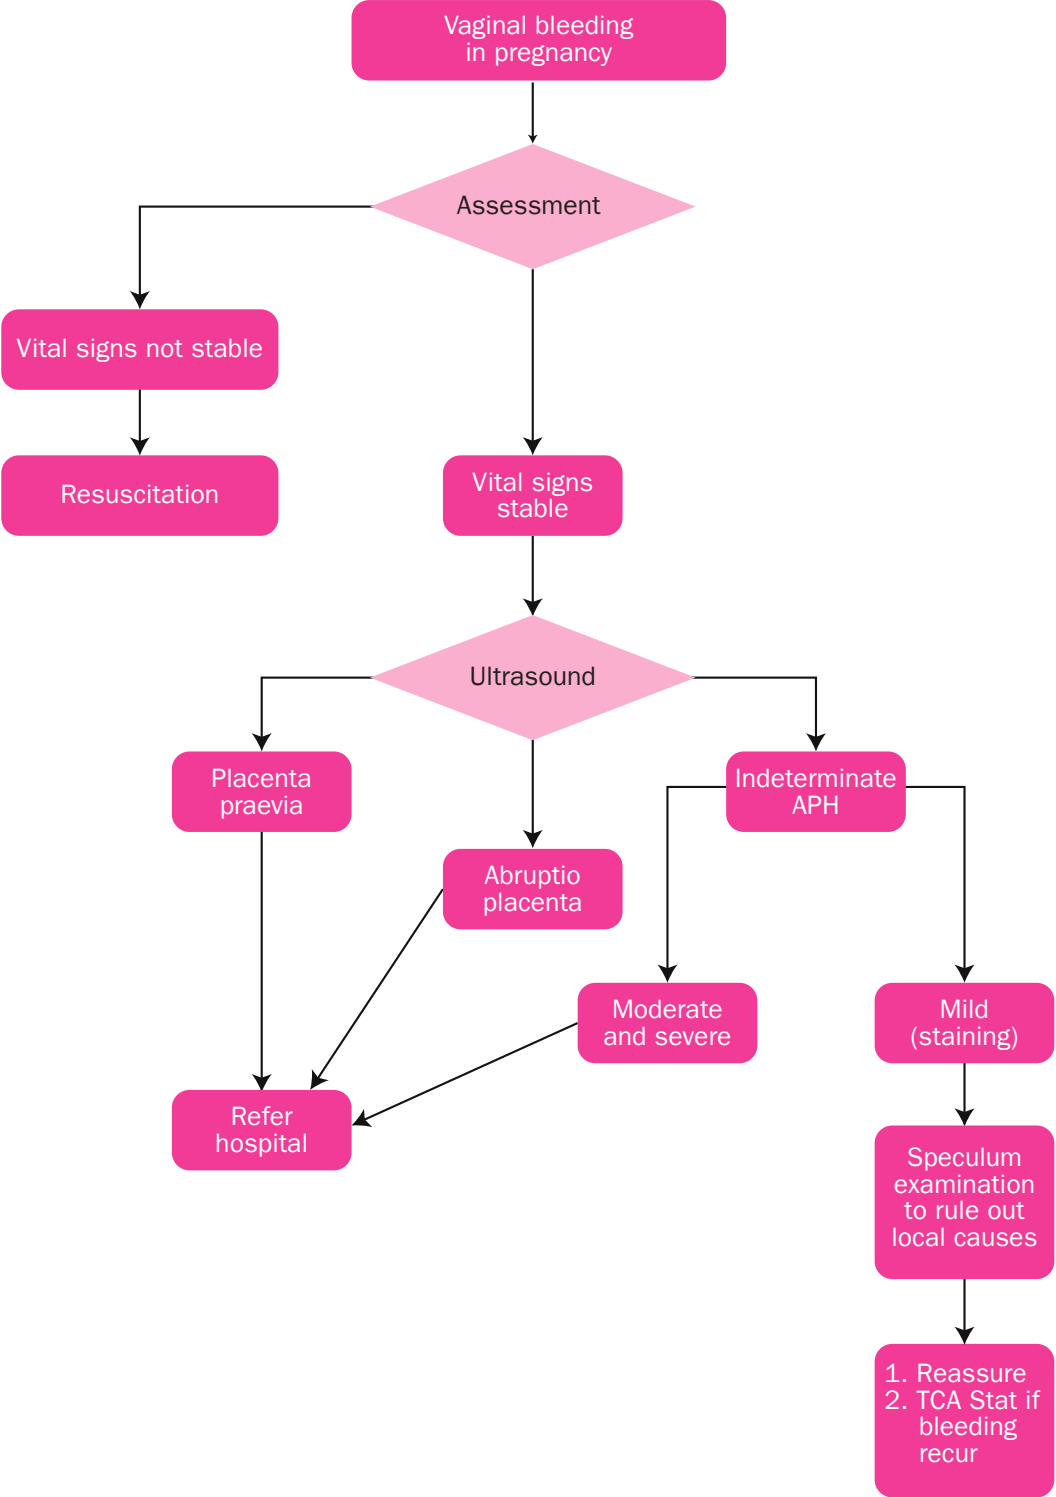 Vaginal bleeding
in pregnancy
Assessment
Vital signs not stable
Resuscitation
Vital signs
stable
Ultrasound
Placenta
praevia
Abruptio
placenta
Indeterminate
APH
Moderate
and severe
Mild
(staining)
Refer
hospital
Speculum
examination
to rule out
local causes
1. Reassure
2. TCA Stat if
bleeding
recur